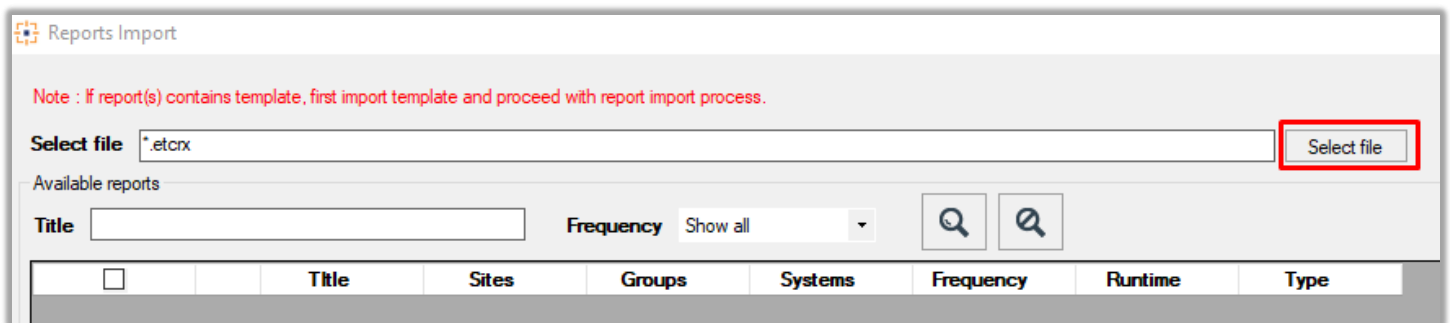 Reports Import
Note : If report(s) contains template, first import template and proceed with report import process.
Select file *.etcrx Select file
Available reports
Title Frequency Show all
TItle Sites Groups Systems Frequency Runtime Type